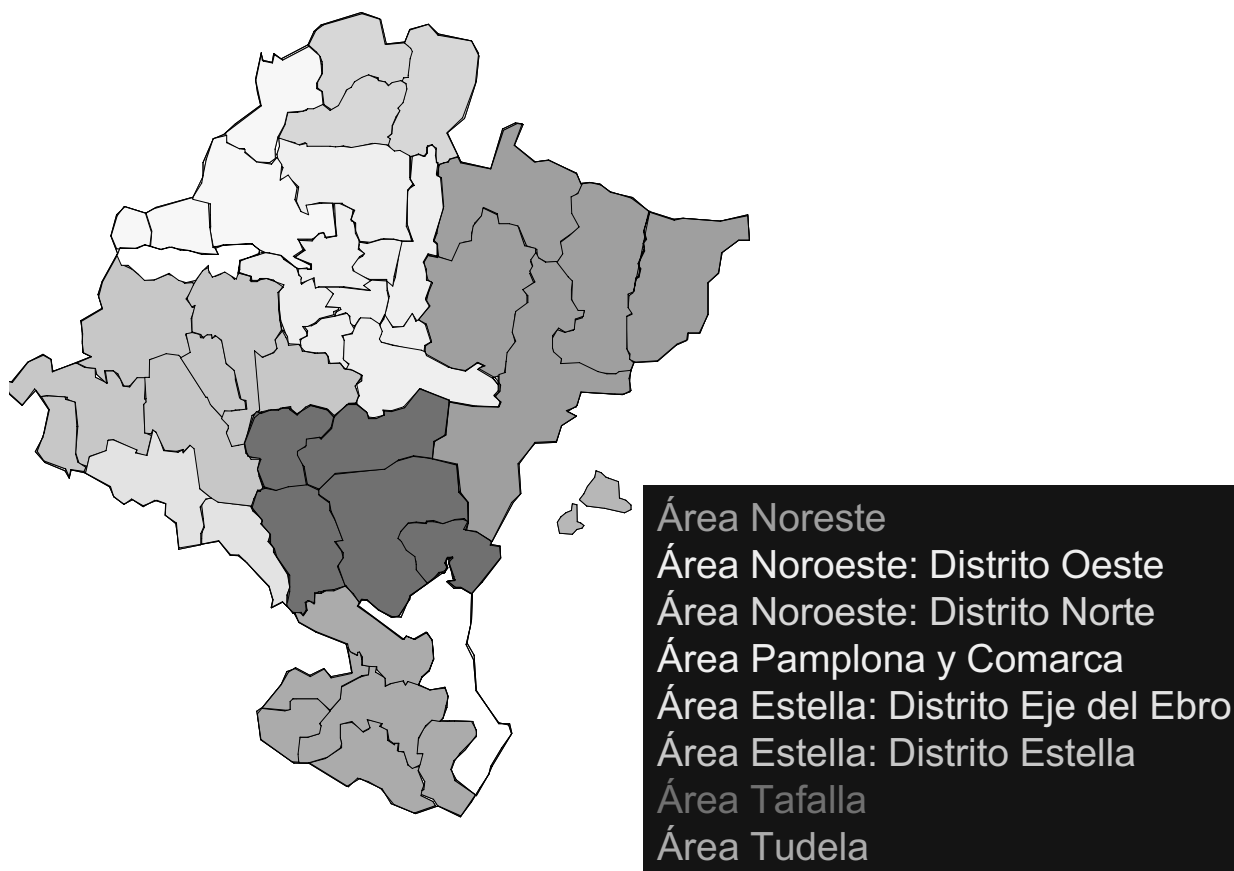 Área Noreste
Área Noroeste: Distrito Oeste
Área Noroeste: Distrito Norte
Área Pamplona y Comarca
Área Estella: Distrito Eje del Ebro
Área Estella: Distrito Estella
Área Tafalla
Área Tudela